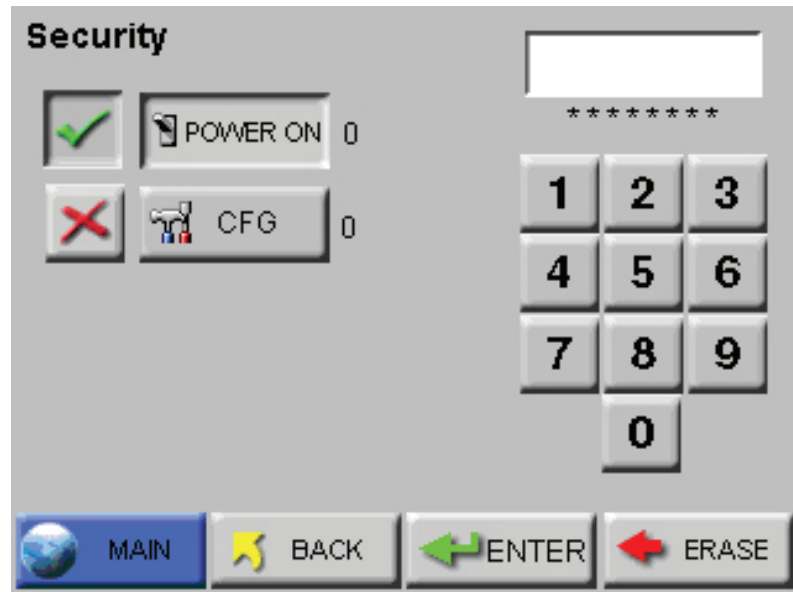 Security
********
POWER ON 0
CFG 0
1 2 3
4 5 6
7 8 9
0
MAIN BACK ENTER ERASE